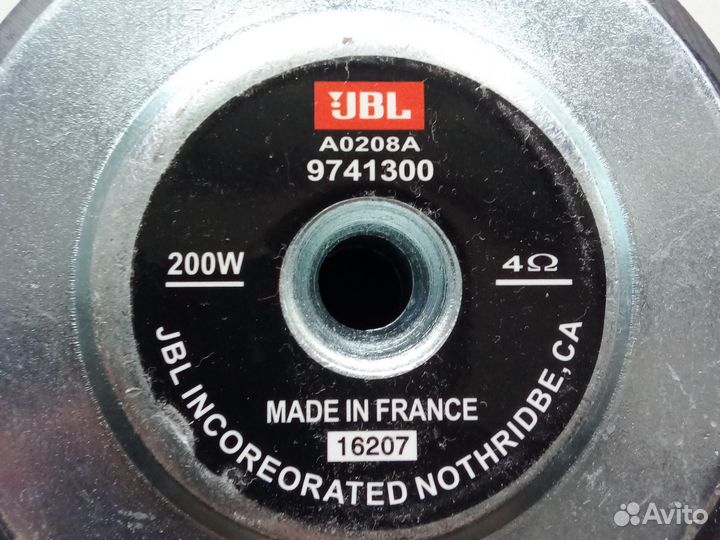 JBL
A0208A
9741300
200W
4Ω
MADE IN FRANCE
16207
JBL INCOREORATED NOTHRIDBE, CA
Avito